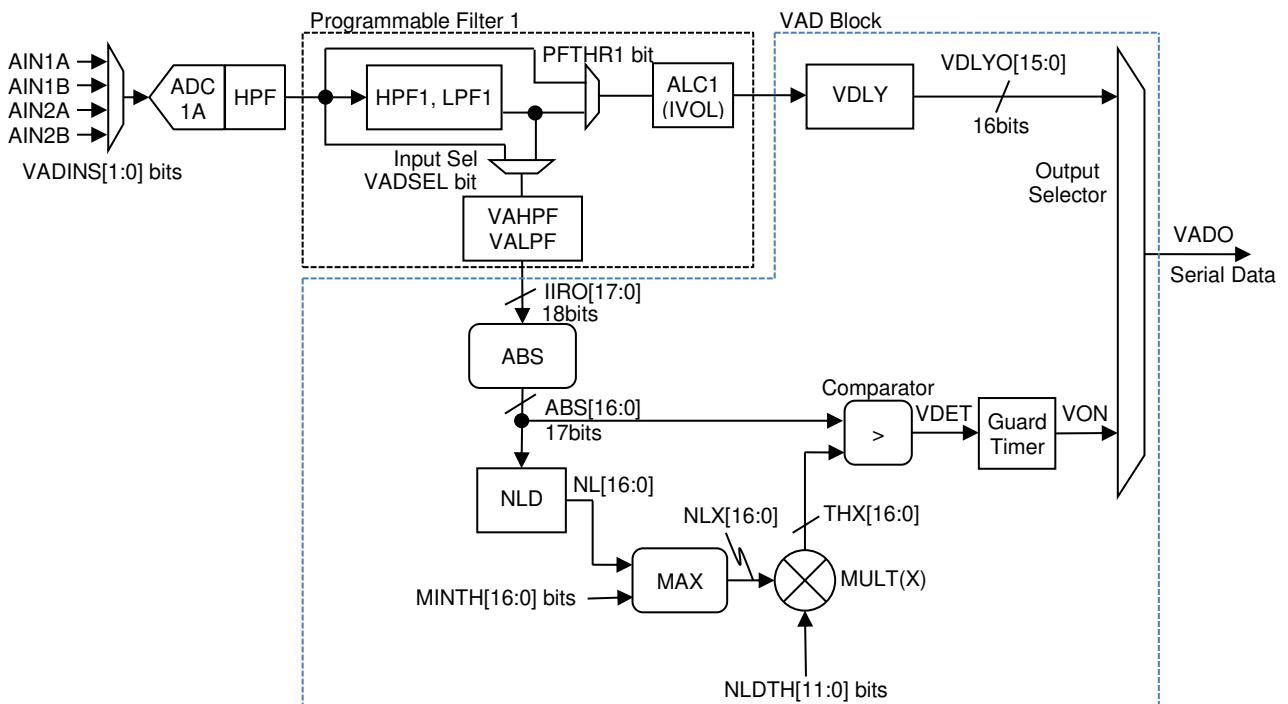 Programmable Filter 1
VAD Block
AIN1A
AIN1B
AIN2A
AIN2B
VADINS[1:0] bits
ADC
1A
HPF
HPF1, LPF1
PFTHR1 bit
ALC1
(IVOL)
Input Sel
VADSEL bit
VAHPF
VALPF
VDLY
VDLYO[15:0]
16bits
Output
Selector
VADO
Serial Data
IIRO[17:0]
18bits
ABS
ABS[16:0]
17bits
Comparator
>
VDET
Guard
Timer
VON
NLD
NL[16:0]
NLX[16:0]
THX[16:0]
MAX
MULT(X)
MINTH[16:0] bits
NLDTH[11:0] bits